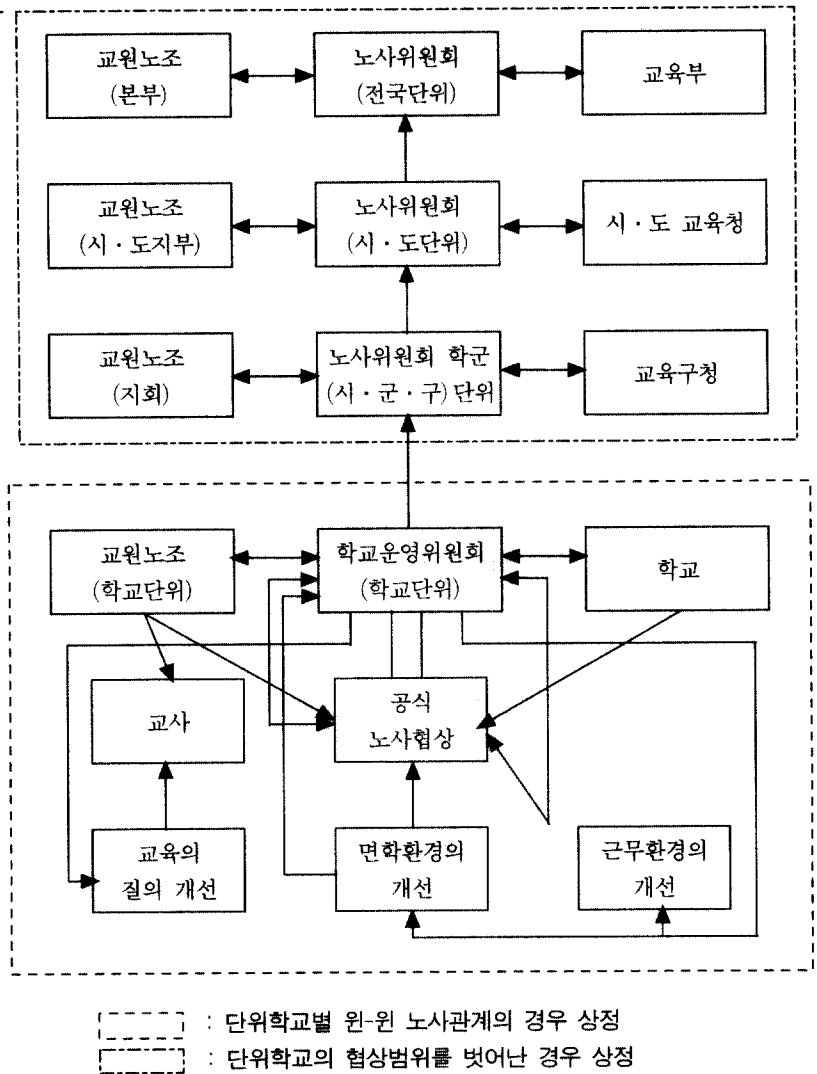 교원노조
(본부)
노사위원회
(전국단위)
교육부
교원노조
(시·도지부)
노사위원회
(시·도단위)
시·도 교육청
교원노조
(지회)
노사위원회 학군
(시·군·구)단위
교육구청
교원노조
(학교단위)
학교운영위원회
(학교단위)
학교
교사
공식
노사협상
교육의
질의 개선
면학환경의
개선
근무환경의
개선
: 단위학교별 윈-윈 노사관계의 경우 상정
: 단위학교의 협상범위를 벗어난 경우 상정